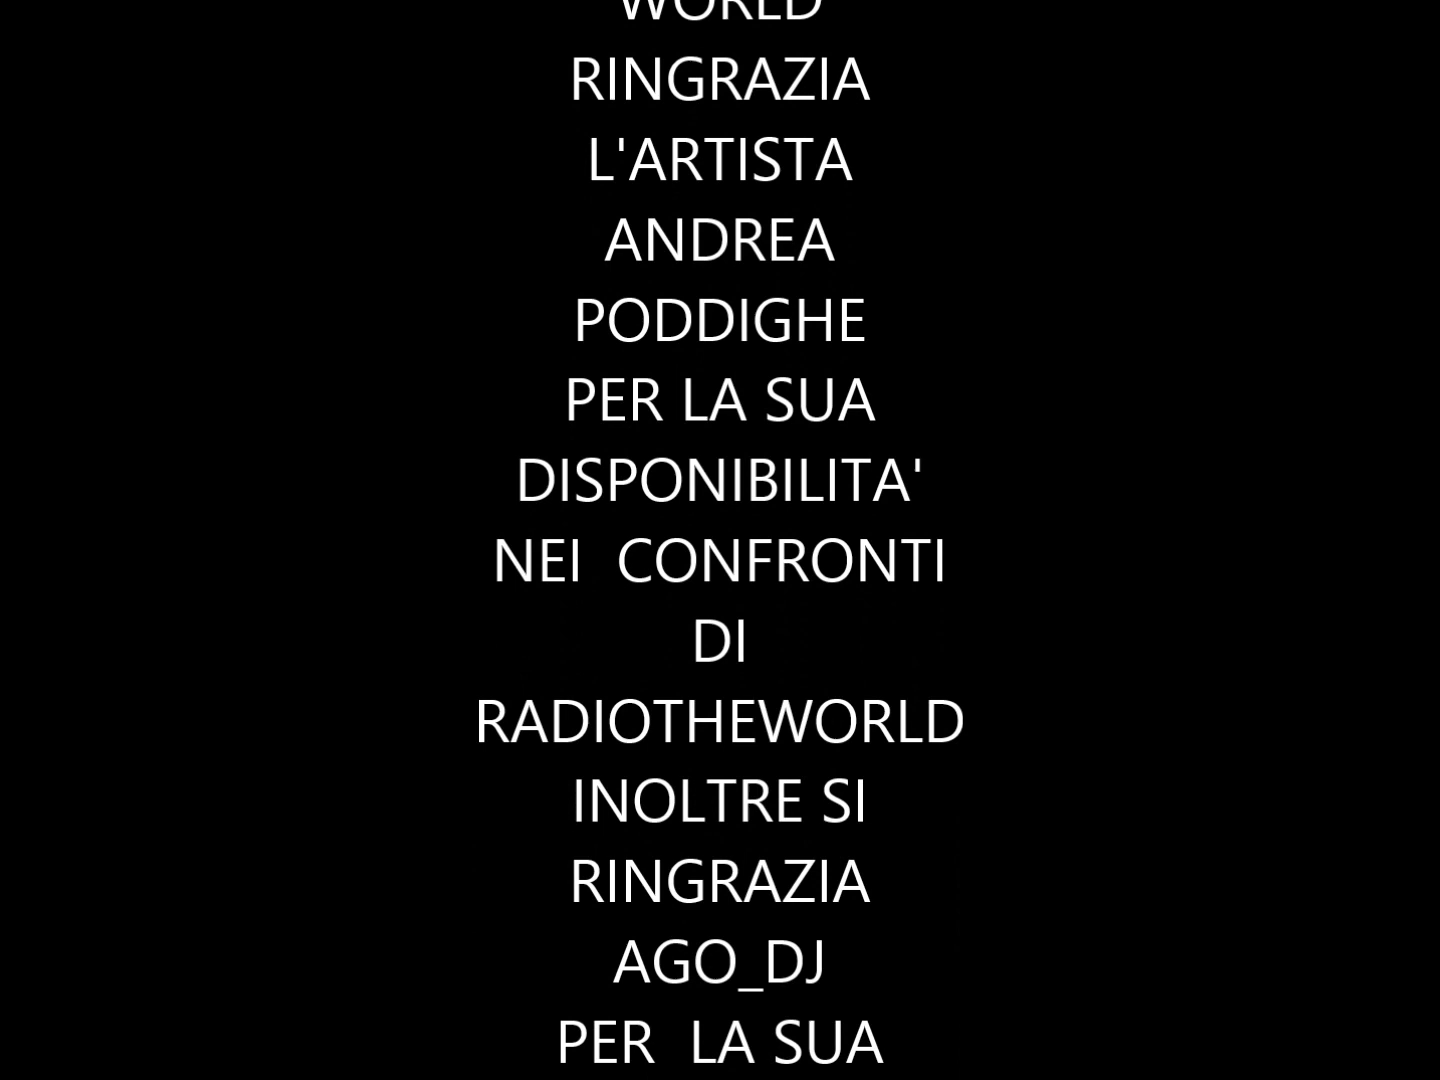 WORLD
RINGRAZIA
L'ARTISTA
ANDREA
PODDIGHE
PER LA SUA
DISPONIBILITA'
NEI  CONFRONTI
DI
RADIOTHEWORLD
INOLTRE SI
RINGRAZIA
AGO_DJ
PER  LA SUA